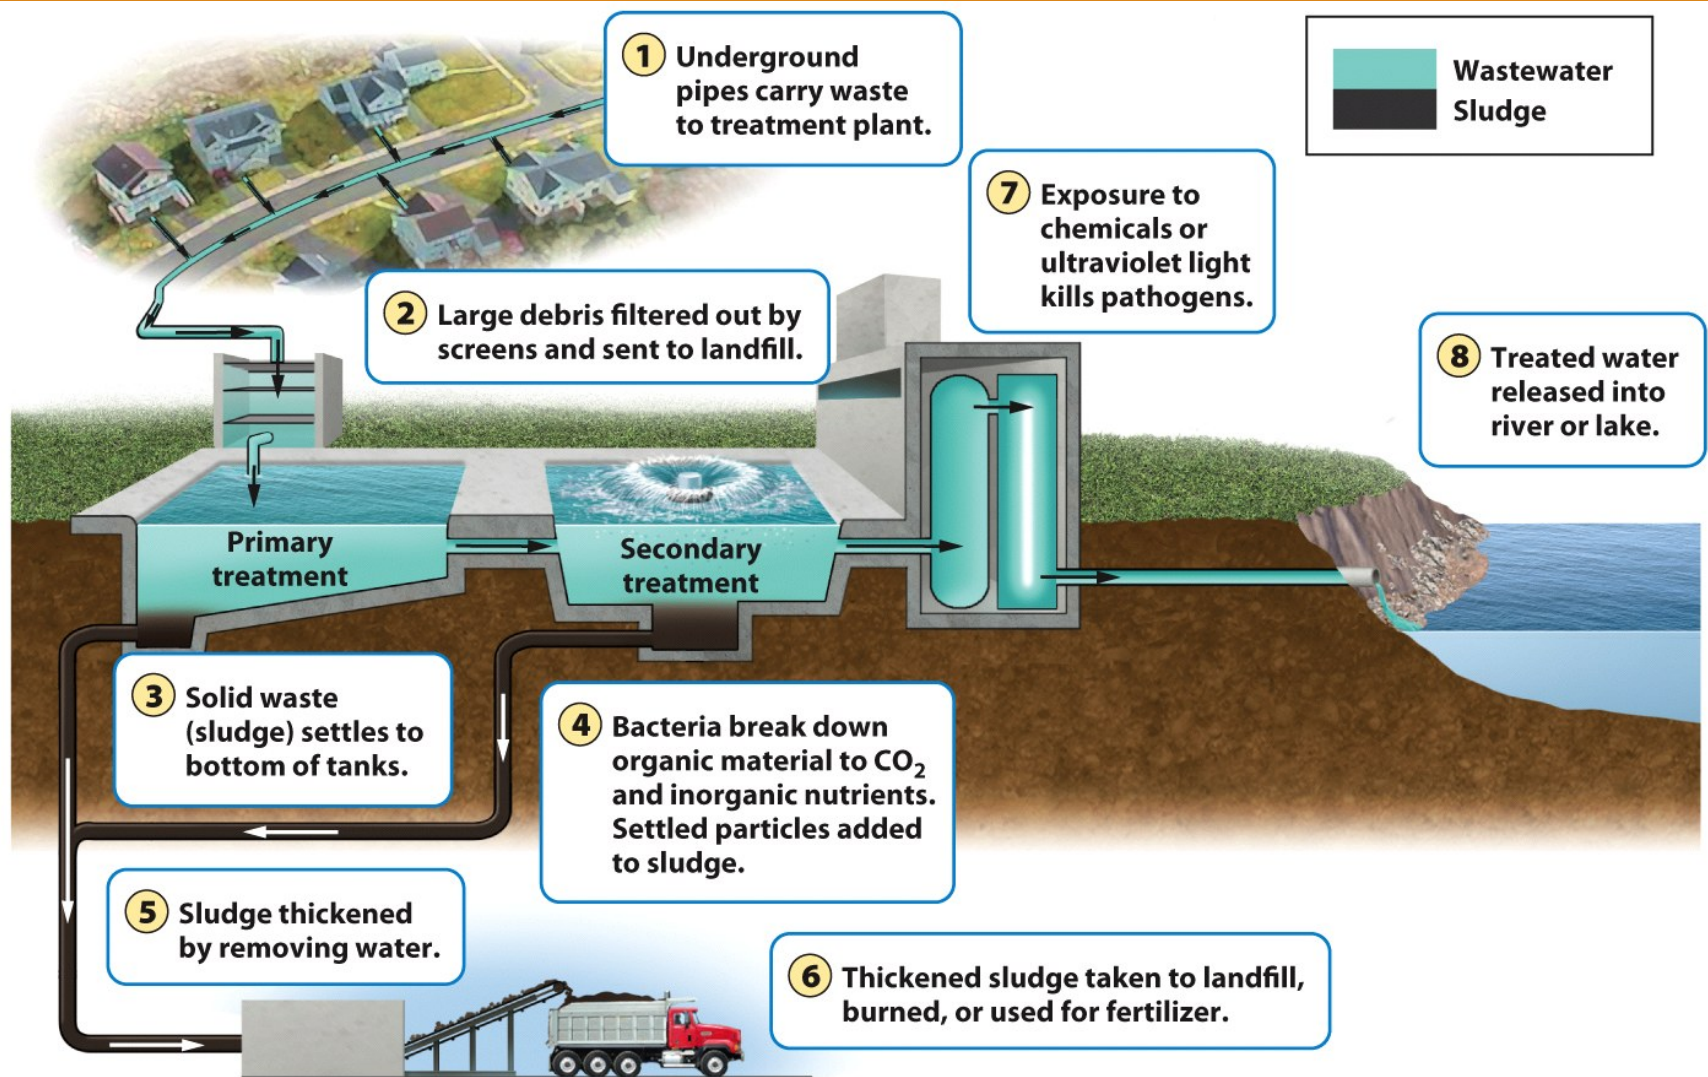 1 Underground
pipes carry waste
to treatment plant.
Wastewater
Sludge
7 Exposure to
chemicals or
ultraviolet light
kills pathogens.
2 Large debris filtered out by
screens and sent to landfill.
8 Treated water
released into
river or lake.
Primary
treatment
Secondary
treatment
3 Solid waste
(sludge) settles to
bottom of tanks.
4 Bacteria break down
organic material to CO₂
and inorganic nutrients.
Settled particles added
to sludge.
5 Sludge thickened
by removing water.
6 Thickened sludge taken to landfill,
burned, or used for fertilizer.